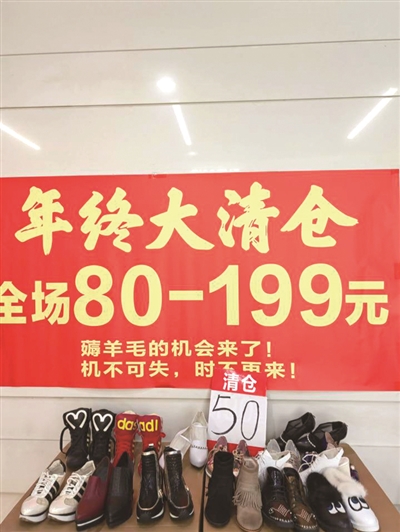 年终大清仓
全场80-199元
薅羊毛的机会来了!
机不可失,时不再来!
清仓
50